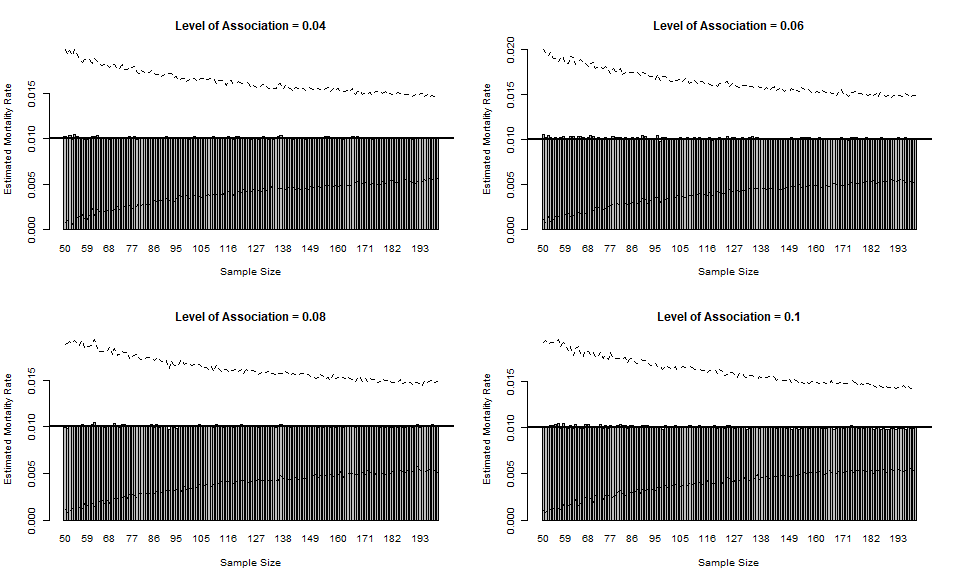 Level of Association = 0.04
Estimated Mortality Rate
0.015
0.010
0.005
0.000
50 59 68 77 86 95 105 116 127 138 149 160 171 182 193
Sample Size
Level of Association = 0.06
Estimated Mortality Rate
0.020
0.015
0.010
0.005
0.000
50 59 68 77 86 95 105 116 127 138 149 160 171 182 193
Sample Size
Level of Association = 0.08
Estimated Mortality Rate
0.015
0.010
0.005
0.000
50 59 68 77 86 95 105 116 127 138 149 160 171 182 193
Sample Size
Level of Association = 0.1
Estimated Mortality Rate
0.015
0.010
0.005
0.000
50 59 68 77 86 95 105 116 127 138 149 160 171 182 193
Sample Size